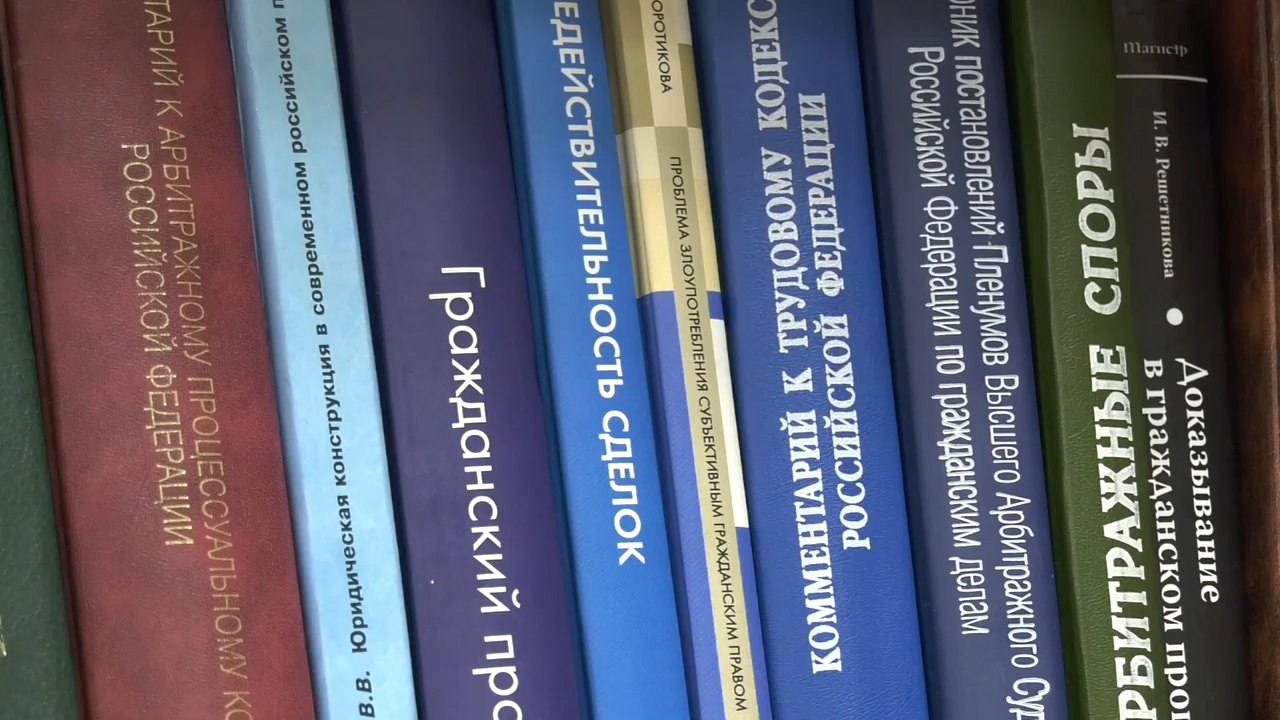 ТАРИЙ К АРБИТРАЖНОМУ ПРОЦЕССУАЛЬНОМУ КО
РОССИЙСКОЙ ФЕДЕРАЦИИ
В.В. Юридическая конструкция в современном российском п
Гражданский про
ЕДЕЙСТВИТЕЛЬНОСТЬ СДЕЛОК
ОРОТИКОВА
ПРОБЛЕМА ЗЛОУПОТРЕБЛЕНИЯ СУБЪЕКТИВНЫМ ГРАЖДАНСКИМ ПРАВОМ
КОММЕНТАРИЙ К ТРУДОВОМУ КОДЕКС
РОССИЙСКОЙ ФЕДЕРАЦИИ
рник постановлений Пленумов Высшего Арбитражного Суд
Российской Федерации по гражданским делам
РБИТРАЖНЫЕ СПОРЫ
Магистр
И. В. Решетникова
Доказывание
в гражданском проц